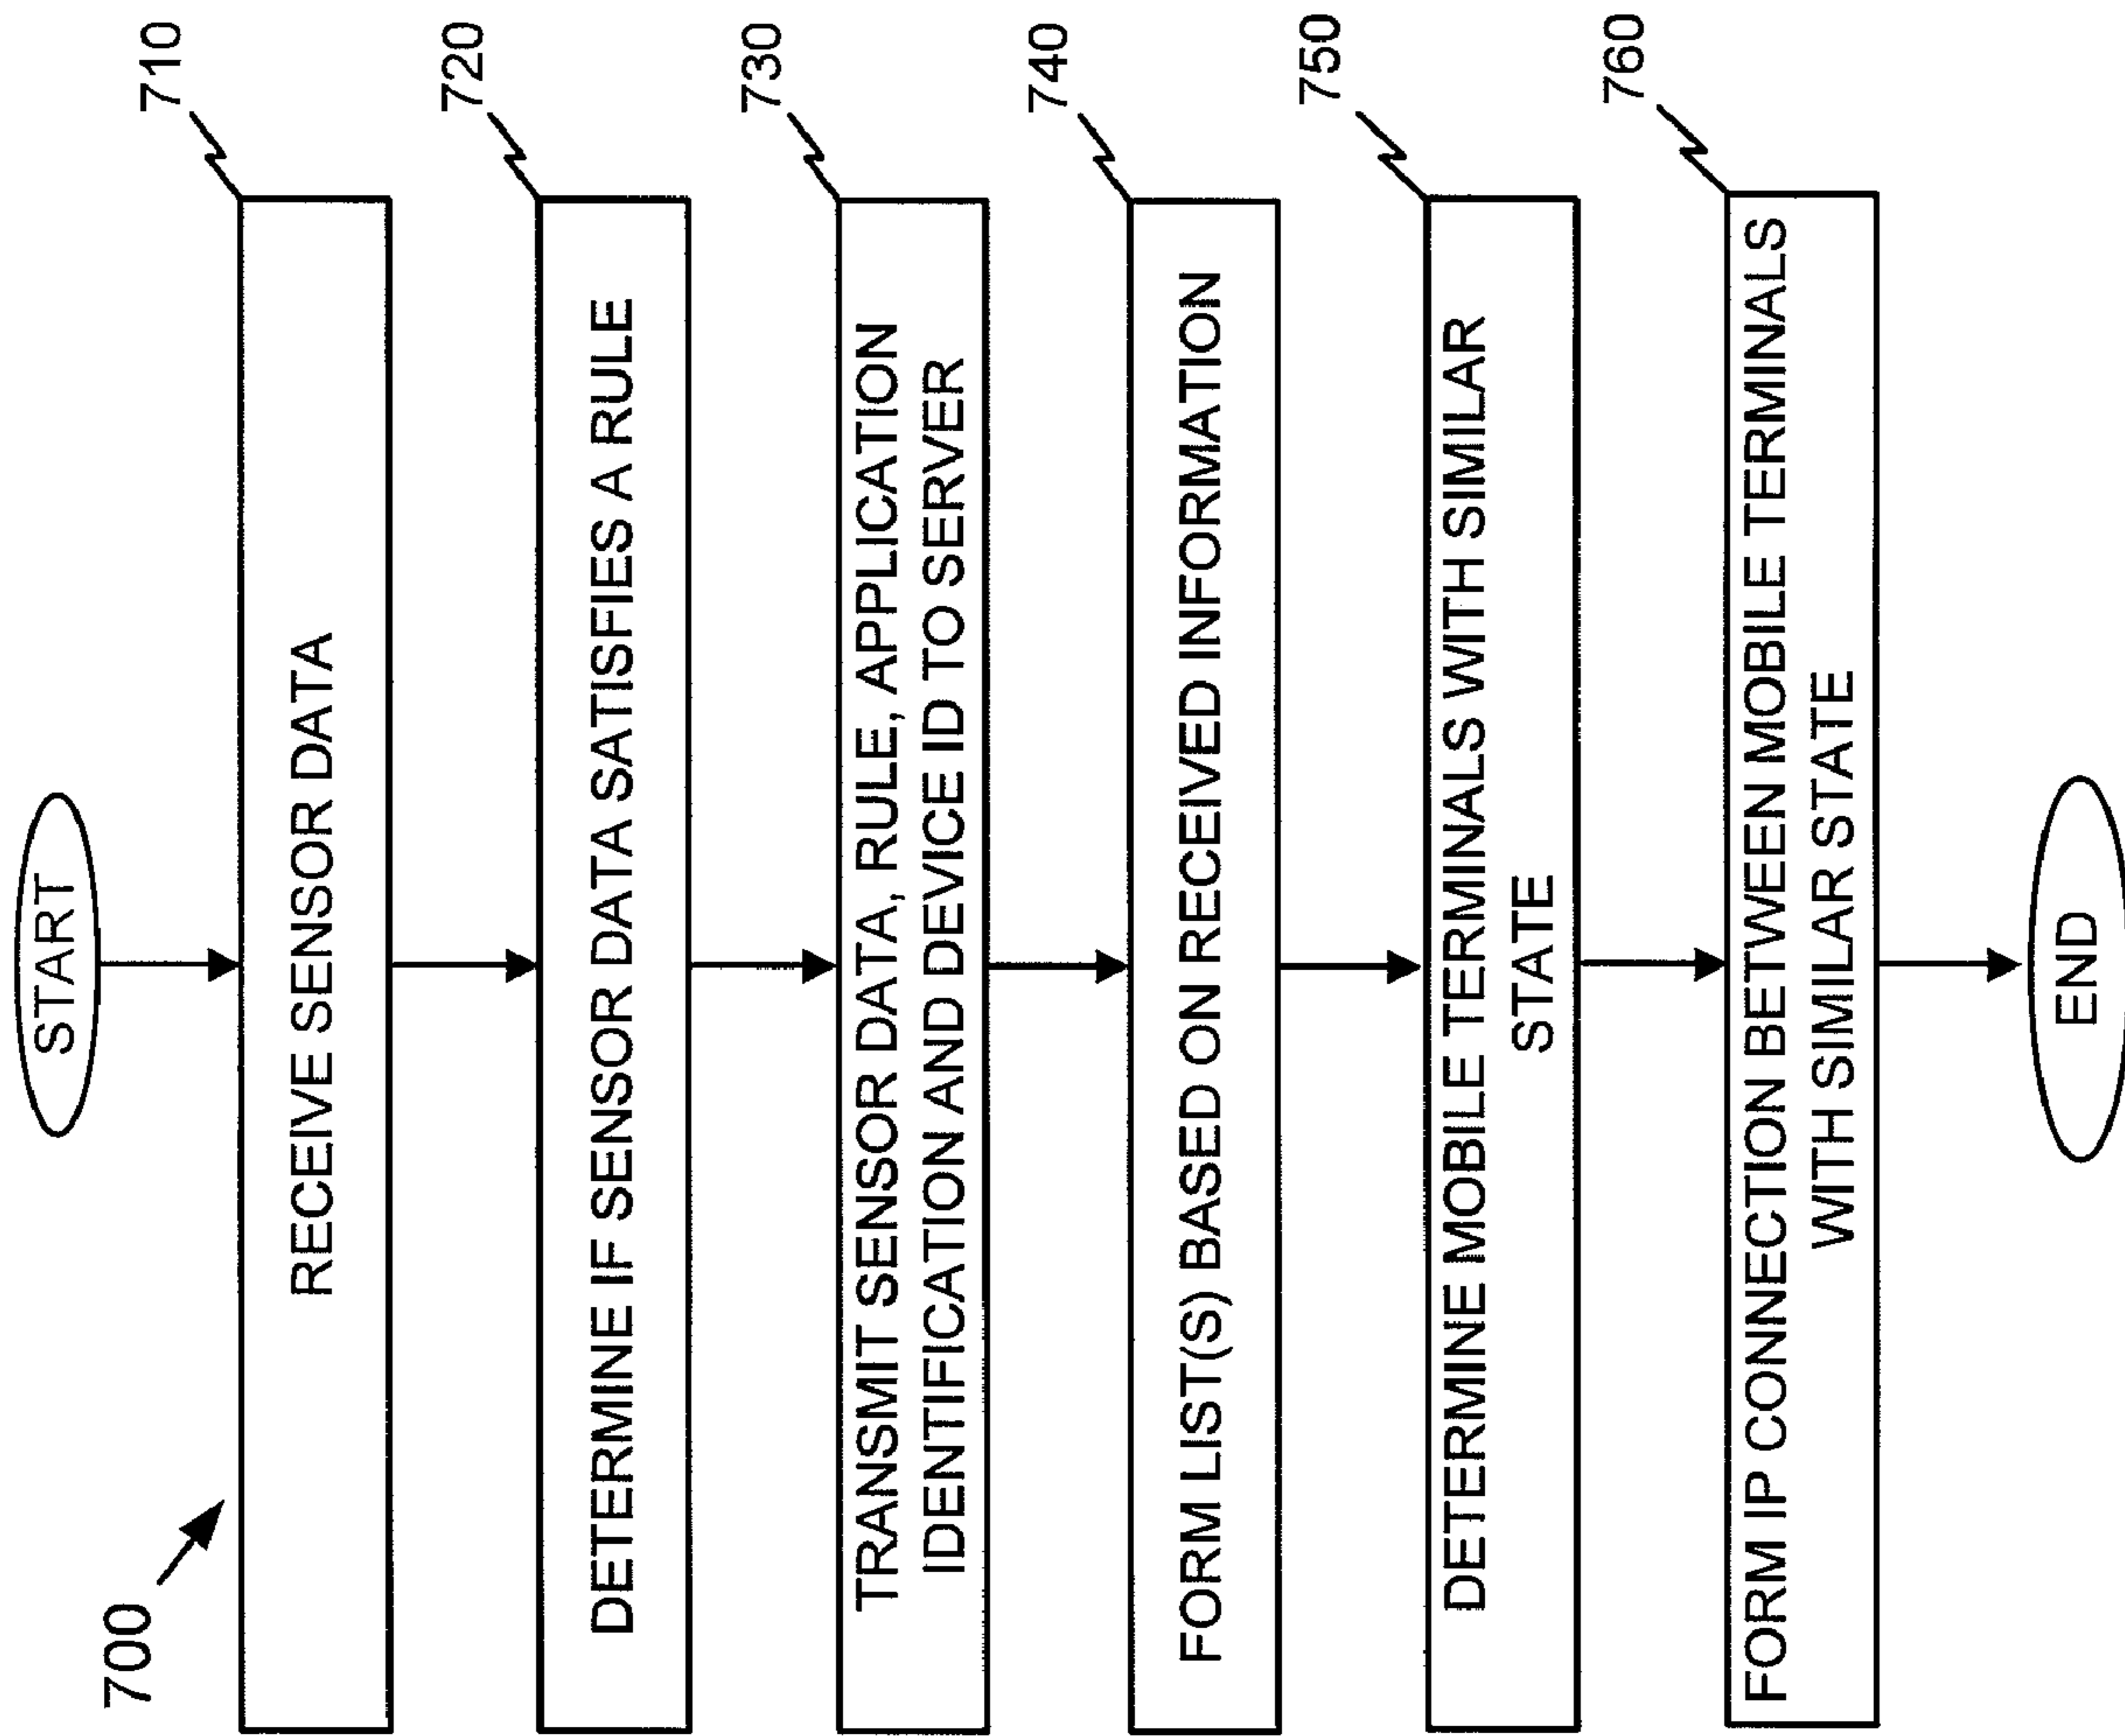 700
START
710
RECEIVE SENSOR DATA
720
DETERMINE IF SENSOR DATA SATISFIES A RULE
730
TRANSMIT SENSOR DATA, RULE, APPLICATION
IDENTIFICATION AND DEVICE ID TO SERVER
740
FORM LIST(S) BASED ON RECEIVED INFORMATION
750
DETERMINE MOBILE TERMINALS WITH SIMILAR
STATE
760
FORM IP CONNECTION BETWEEN MOBILE TERMINALS
WITH SIMILAR STATE
END